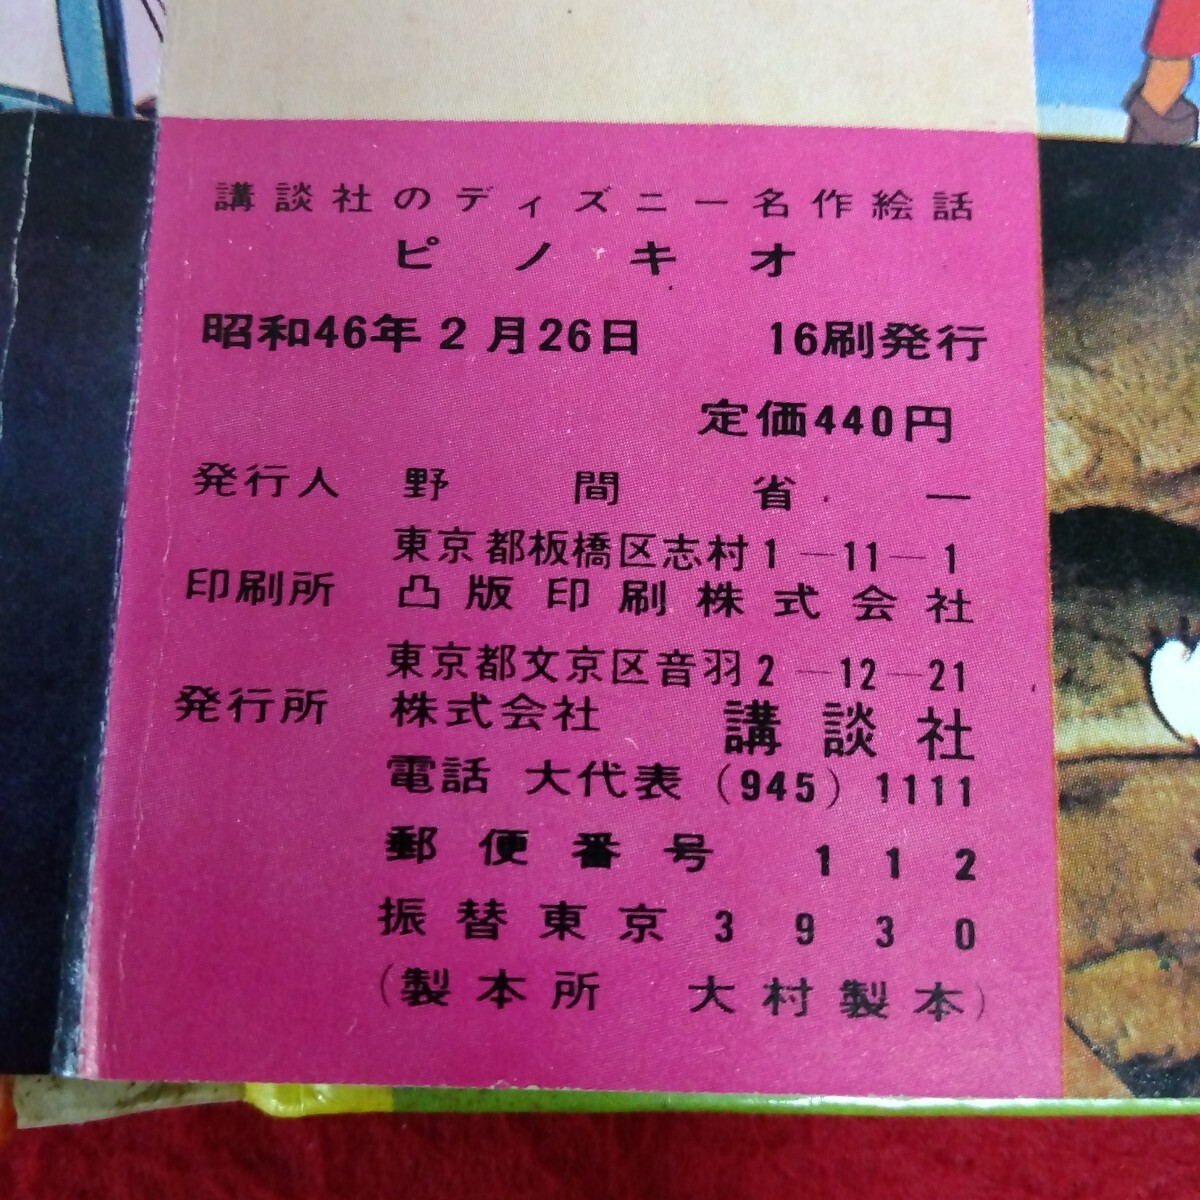 講談社のディズニー名作絵話
ピノキオ
昭和46年2月26日 16刷発行
定価440円
発行人 野間省一
東京都板橋区志村1-11-1
印刷所 凸版印刷株式会社
東京都文京区音羽2-12-21
発行所 株式会社 講談社
電話 大代表(945)1111
郵便番号 112
振替東京3930
(製本所 大村製本)